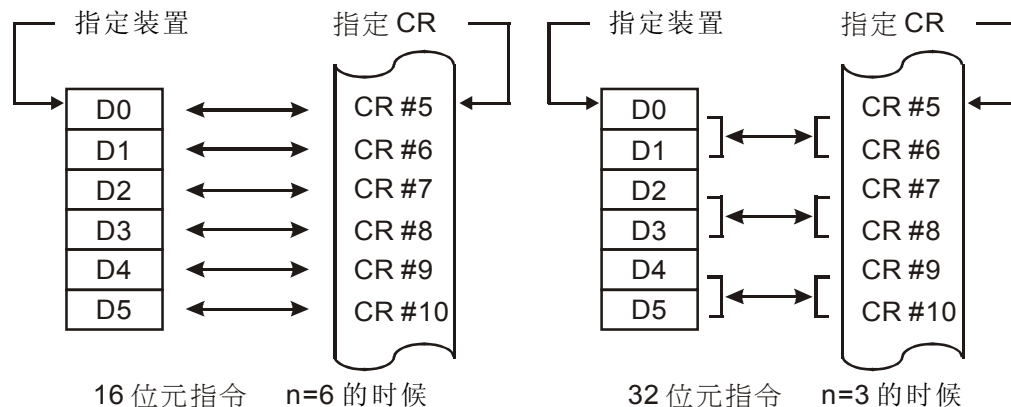 指定装置 指定 CR
D0 CR #5
D1 CR #6
D2 CR #7
D3 CR #8
D4 CR #9
D5 CR #10
16 位元指令 n=6 的时候
指定装置 指定 CR
D0 CR #5
D1 CR #6
D2 CR #7
D3 CR #8
D4 CR #9
D5 CR #10
32 位元指令 n=3 的时候